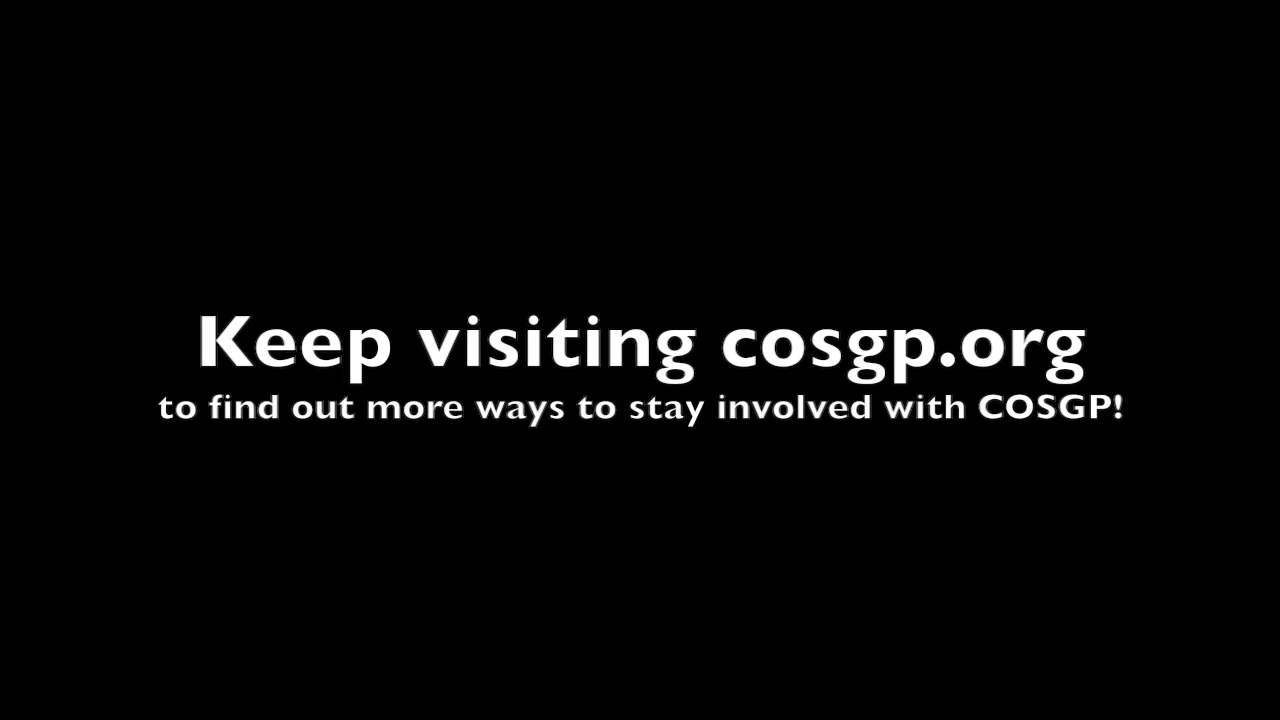 Keep visiting cosgp.org
to find out more ways to stay involved with COSGP!